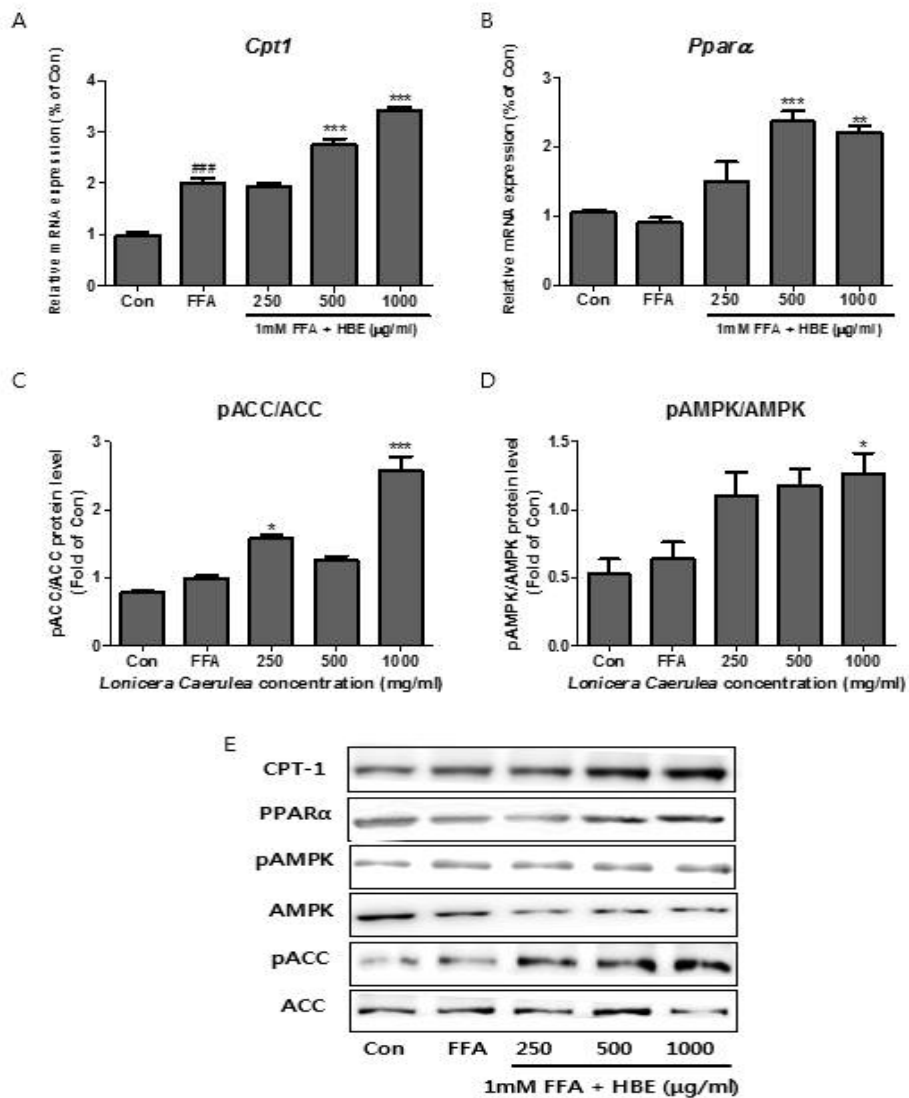 A
Cpt1
Relative mRNA expression (% of Con)
4
3
2
1
0
###
***
***
Con FFA 250 500 1000
1mM FFA + HBE (μg/ml)
B
Pparα
Relative mRNA expression (% of Con)
3
2
1
0
***
**
Con FFA 250 500 1000
1mM FFA + HBE (μg/ml)
C
pACC/ACC
pACC/ACC protein level
(Fold of Con)
3
2
1
0
*
***
Con FFA 250 500 1000
Lonicera Caerulea concentration (mg/ml)
D
pAMPK/AMPK
pAMPK/AMPK protein level
(Fold of Con)
1.5
1.0
0.5
0.0
*
Con FFA 250 500 1000
Lonicera Caerulea concentration (mg/ml)
E
CPT-1
PPARα
pAMPK
AMPK
pACC
ACC
Con FFA 250 500 1000
1mM FFA + HBE (μg/ml)